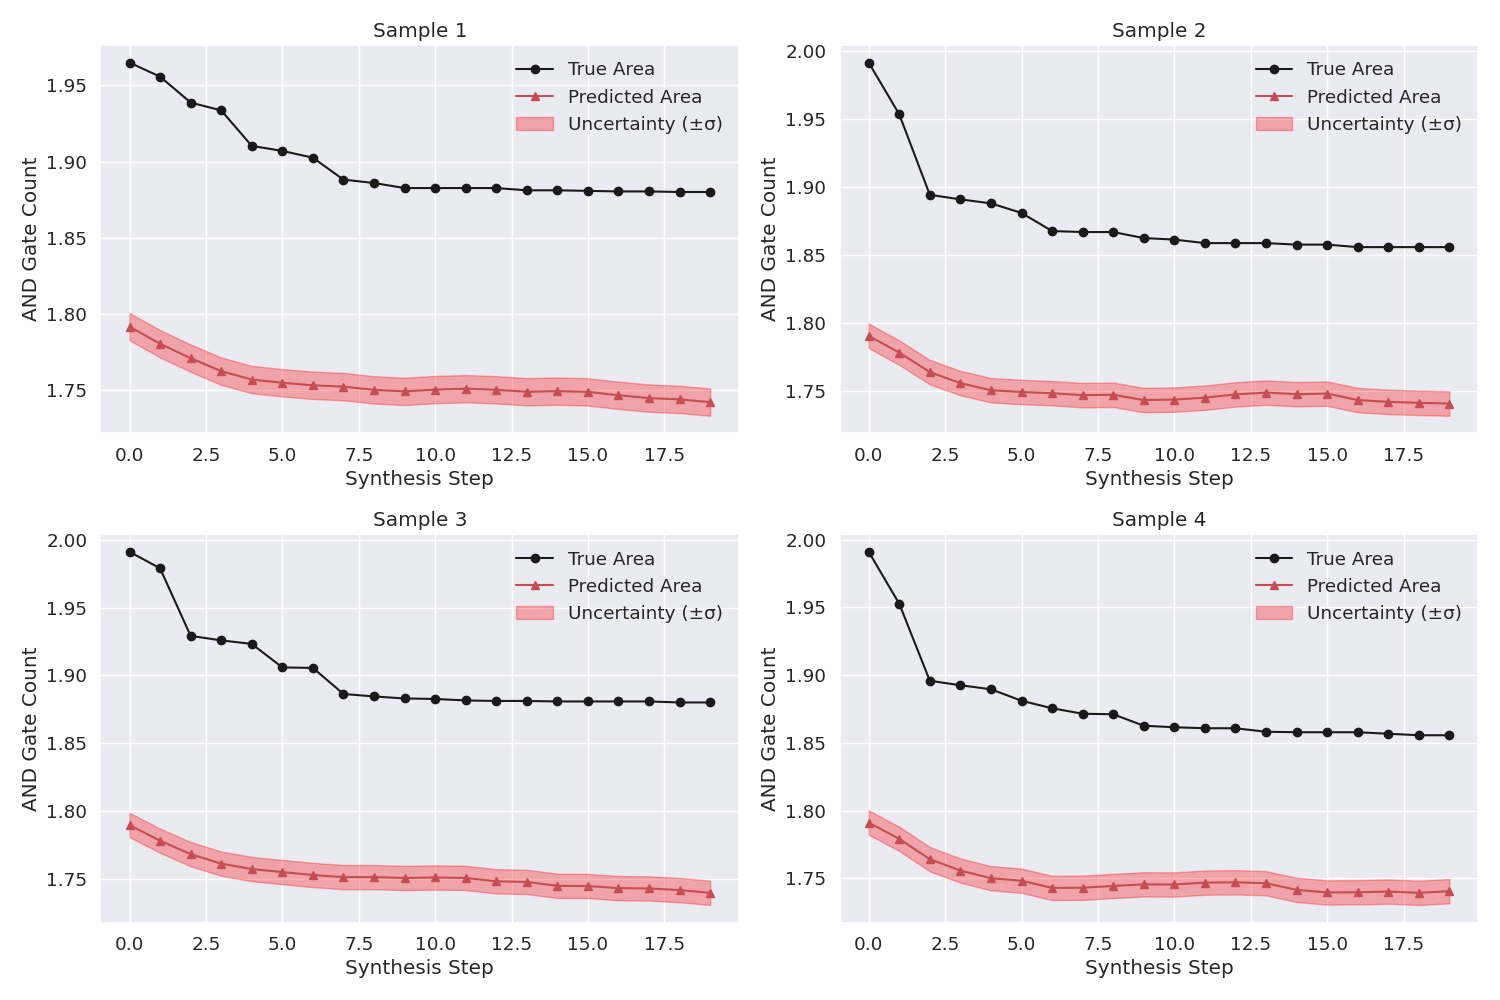 Sample 1
AND Gate Count
1.95
1.90
1.85
1.80
1.75
True Area
Predicted Area
Uncertainty (±σ)
0.0 2.5 5.0 7.5 10.0 12.5 15.0 17.5
Synthesis Step
Sample 2
AND Gate Count
2.00
1.95
1.90
1.85
1.80
1.75
True Area
Predicted Area
Uncertainty (±σ)
0.0 2.5 5.0 7.5 10.0 12.5 15.0 17.5
Synthesis Step
Sample 3
AND Gate Count
2.00
1.95
1.90
1.85
1.80
1.75
True Area
Predicted Area
Uncertainty (±σ)
0.0 2.5 5.0 7.5 10.0 12.5 15.0 17.5
Synthesis Step
Sample 4
AND Gate Count
2.00
1.95
1.90
1.85
1.80
1.75
True Area
Predicted Area
Uncertainty (±σ)
0.0 2.5 5.0 7.5 10.0 12.5 15.0 17.5
Synthesis Step